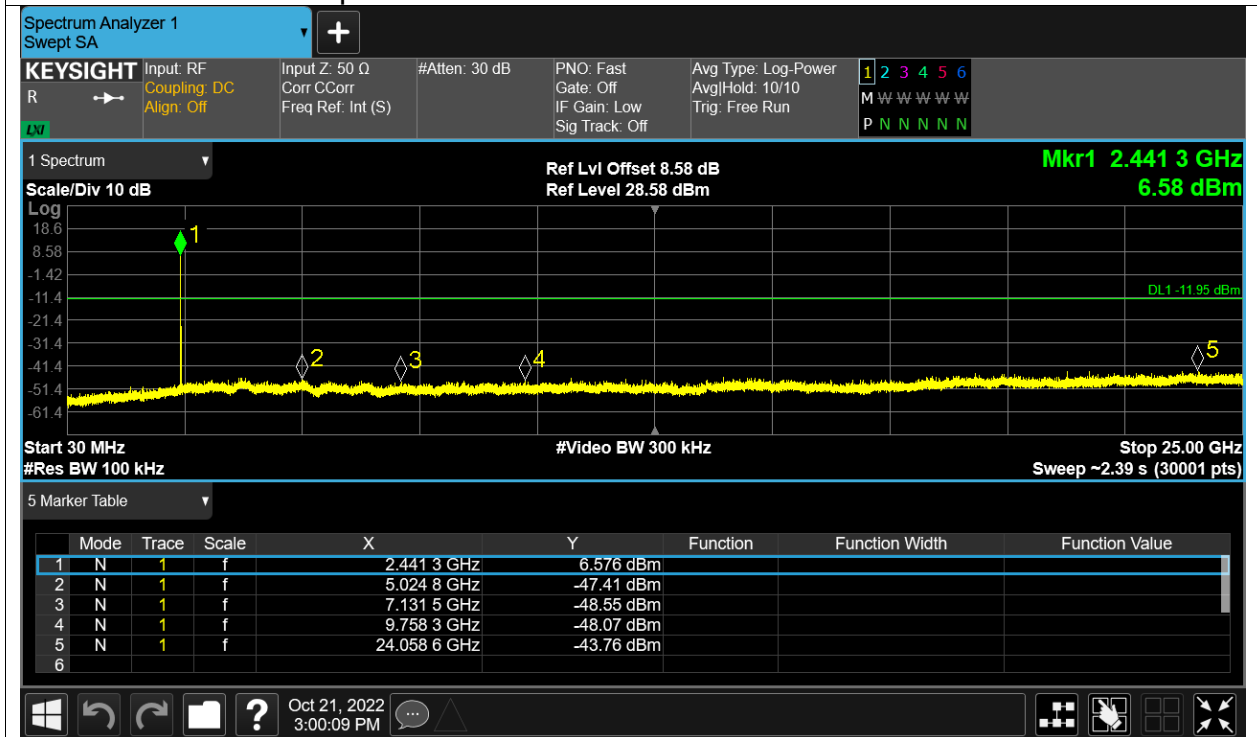 Spectrum Analyzer 1
Swept SA
+
KEYSIGHT Input: RF Input Z: 50 Ω #Atten: 30 dB PNO: Fast Avg Type: Log-Power 1 2 3 4 5 6
R Coupling: DC Corr CCorr Gate: Off Avg|Hold: 10/10 M W W W W W
Align: Off Freq Ref: Int (S) IF Gain: Low Trig: Free Run
LXI Sig Track: Off P N N N N N N
1 Spectrum Ref Lvl Offset 8.58 dB Mkr1 2.441 3 GHz
Scale/Div 10 dB Ref Level 28.58 dBm 6.58 dBm
Log
18.6
8.58
-1.42
-11.4
-21.4
-31.4
-41.4
-51.4
-61.4
1
DL1 -11.95 dBm
2 3 4 5
Start 30 MHz #Video BW 300 kHz Stop 25.00 GHz
#Res BW 100 kHz Sweep ~2.39 s (30001 pts)
5 Marker Table
Mode Trace Scale X Y Function Function Width Function Value
1 N 1 f 2.441 3 GHz 6.576 dBm
2 N 1 f 5.024 8 GHz -47.41 dBm
3 N 1 f 7.131 5 GHz -48.55 dBm
4 N 1 f 9.758 3 GHz -48.07 dBm
5 N 1 f 24.058 6 GHz -43.76 dBm
6
? Oct 21, 2022
3:00:09 PM